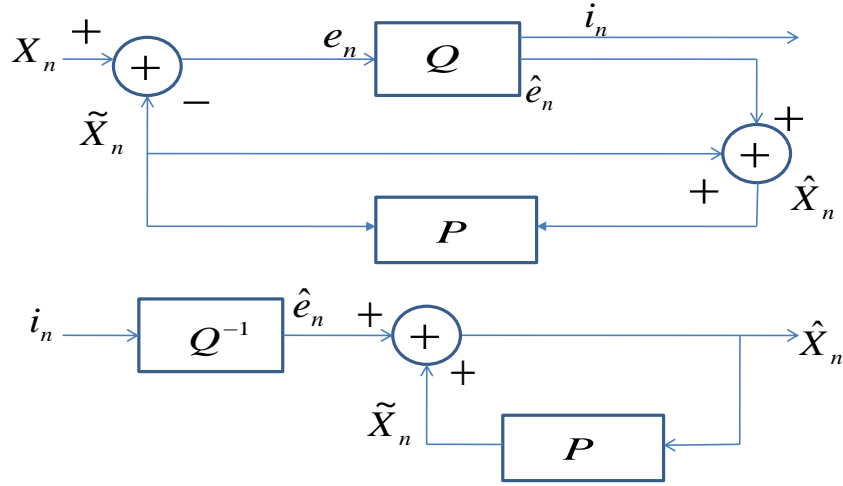 + i_n
X_n + e_n Q
− ê_n
X̃_n +
+
+ X̂_n
P
i_n Q⁻¹ ê_n + + X̂_n
+
X̃_n
P